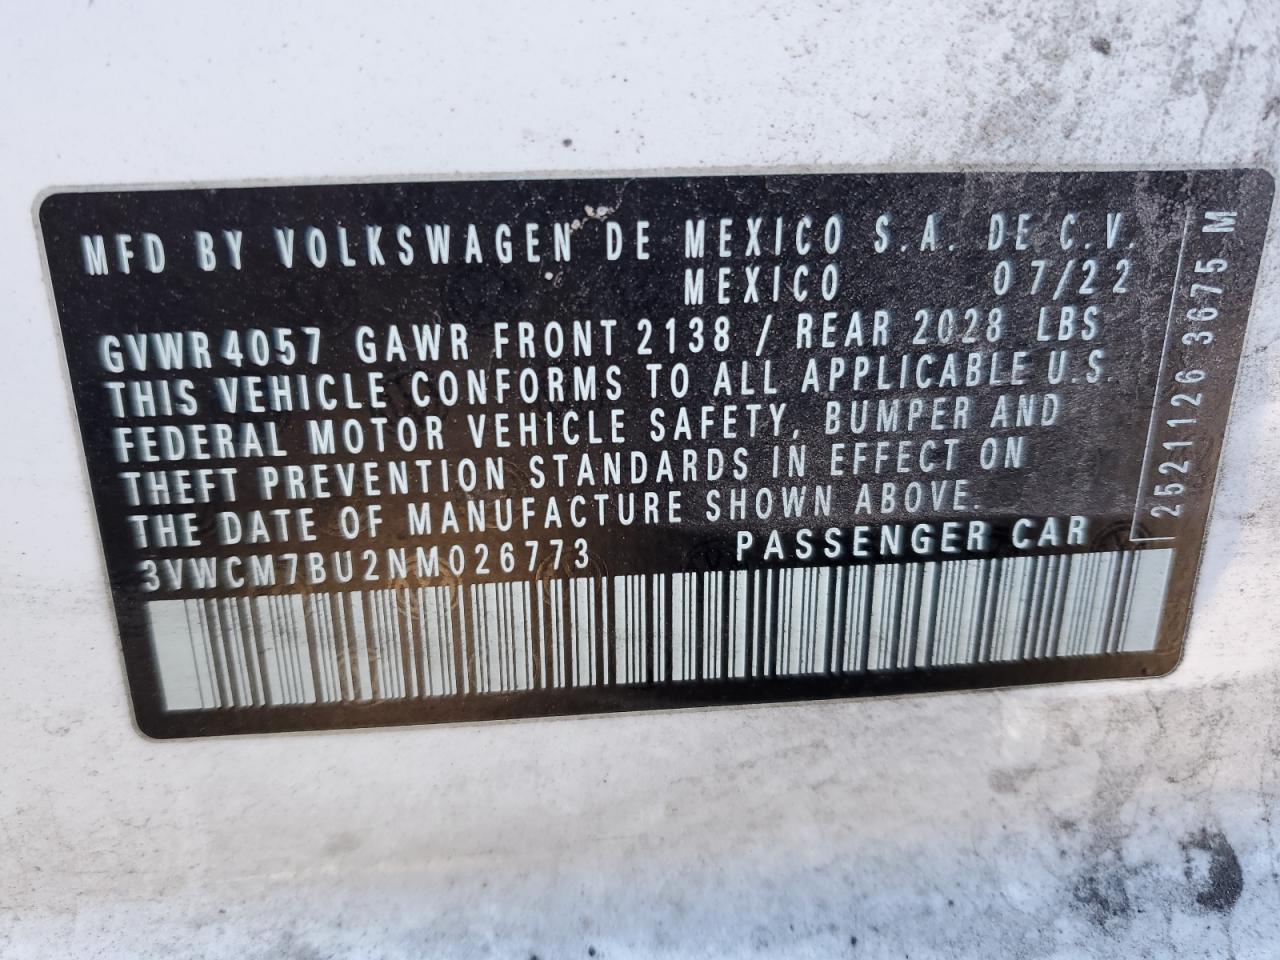 MFD BY VOLKSWAGEN DE MEXICO S.A. DE C.V.
MEXICO 07/22
GVWR 4057 GAWR FRONT 2138 / REAR 2028 LBS
THIS VEHICLE CONFORMS TO ALL APPLICABLE U.S.
FEDERAL MOTOR VEHICLE SAFETY, BUMPER AND
THEFT PREVENTION STANDARDS IN EFFECT ON
THE DATE OF MANUFACTURE SHOWN ABOVE.
3VWCM7BU2NM026773 PASSENGER CAR
2521126 3675 M